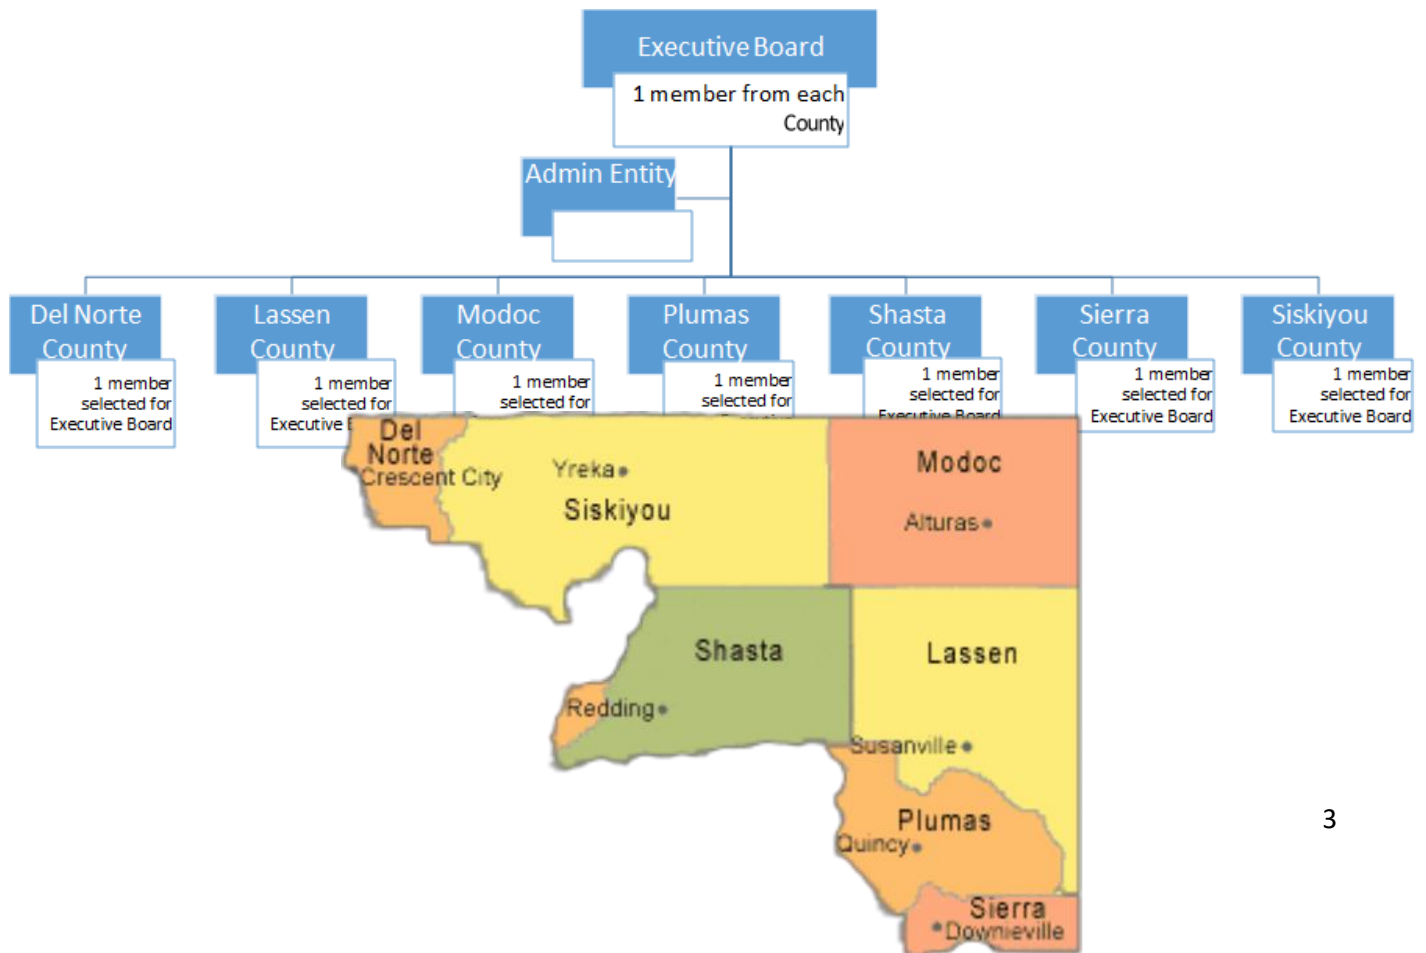 Executive Board
1 member from each
County
Admin Entity
Del Norte
County
1 member
selected for
Executive Board
Lassen
County
1 member
selected for
Executive
Modoc
County
1 member
selected for
Plumas
County
1 member
selected for
Shasta
County
1 member
selected for
Executive Board
Sierra
County
1 member
selected for
Executive Board
Siskiyou
County
1 member
selected for
Executive Board
Del
Norte
Crescent City
Yreka
Siskiyou
Modoc
Alturas
Shasta
Redding
Lassen
Susanville
Plumas
Quincy
Sierra
Downieville
3